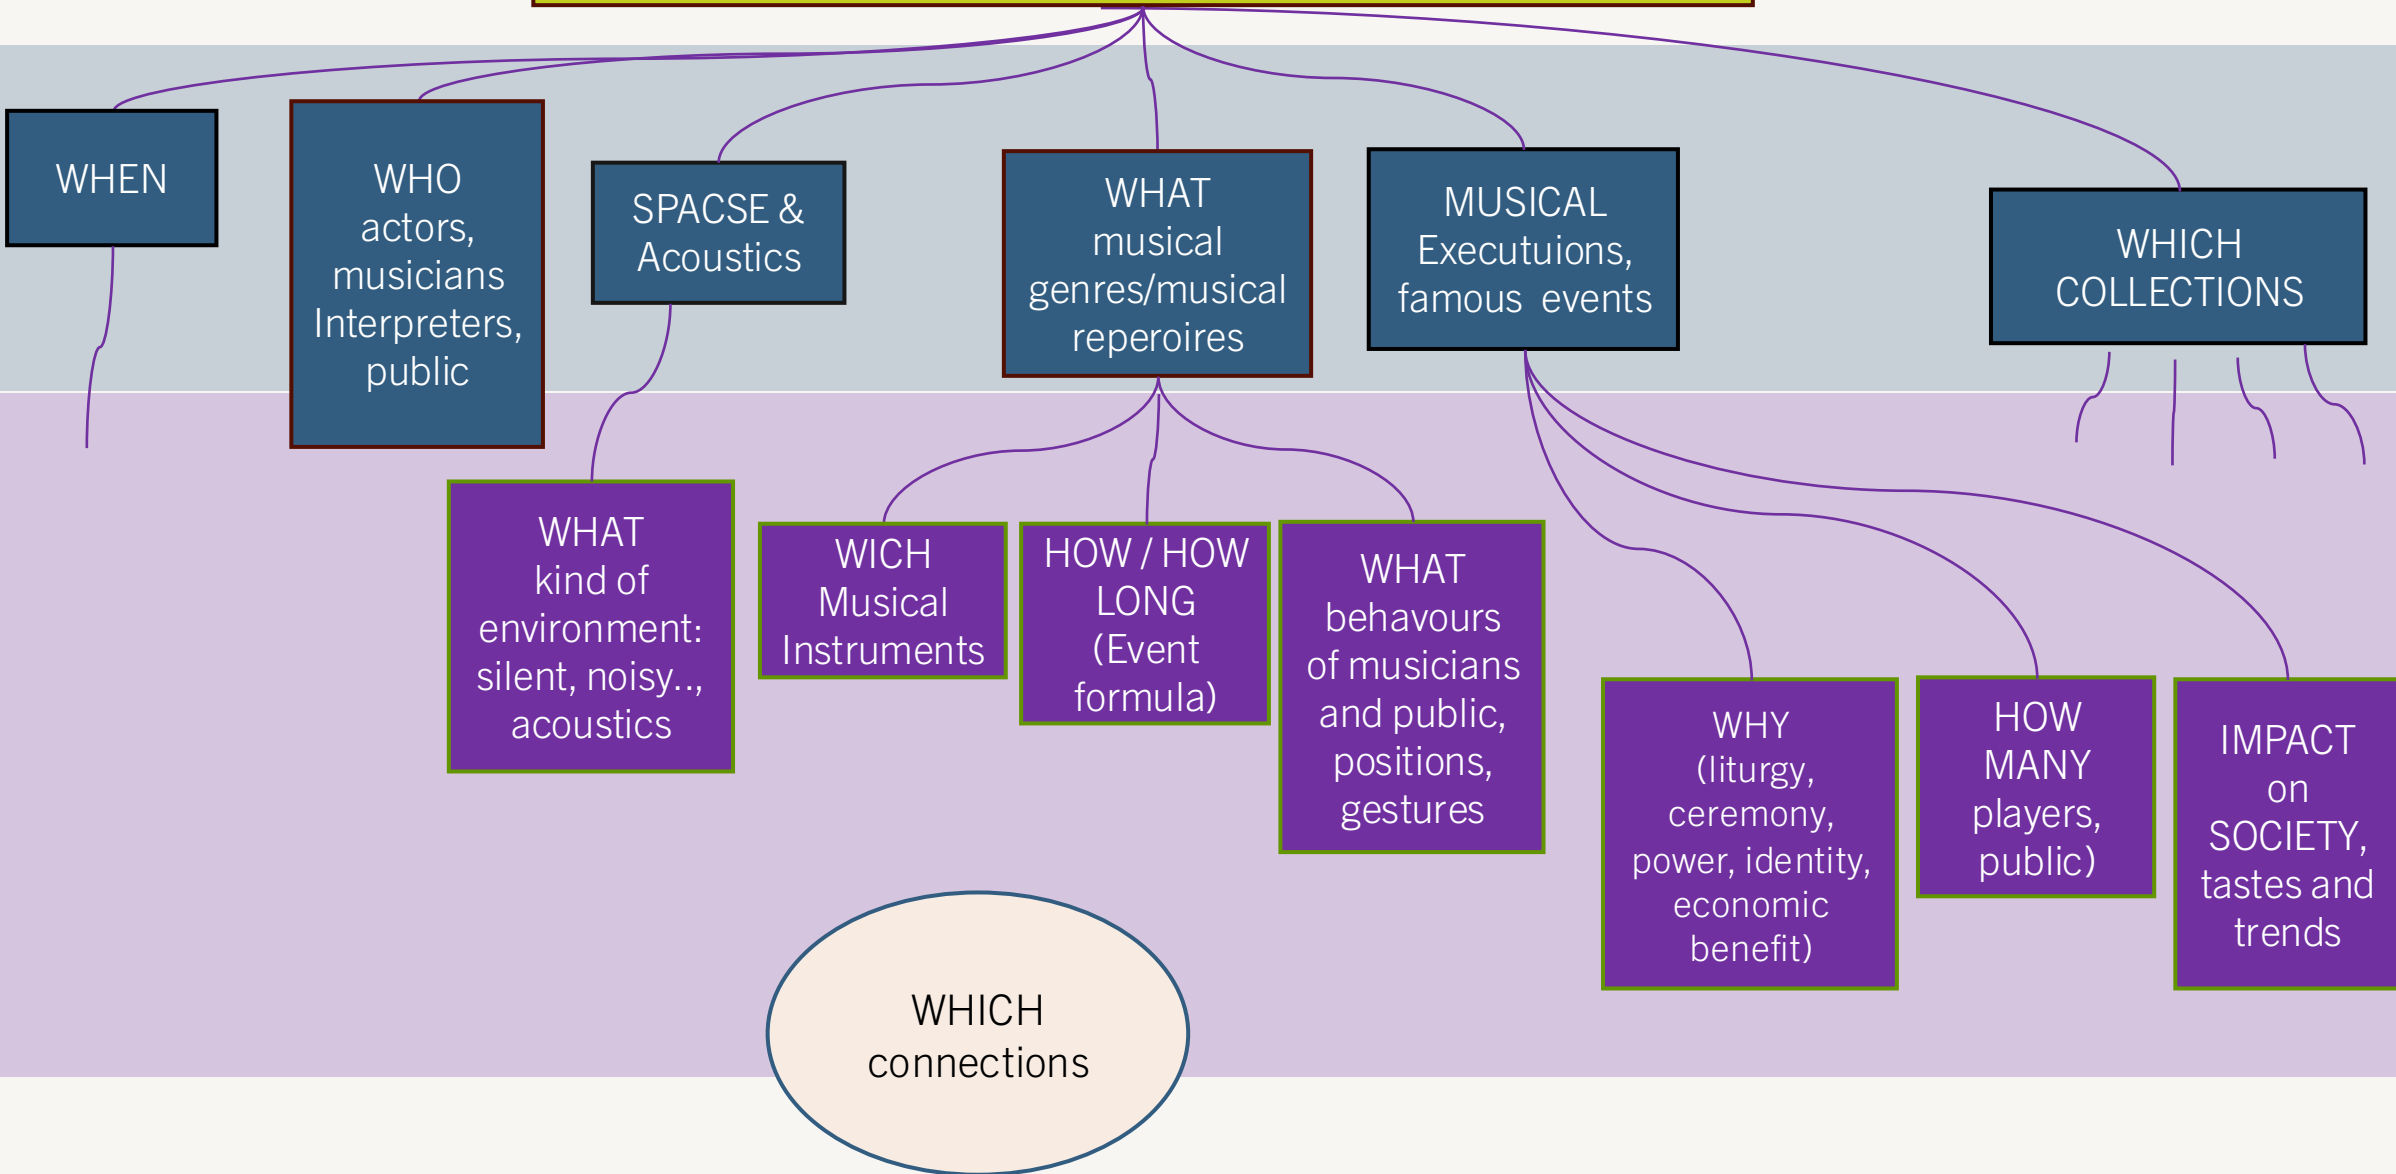 WHEN
WHO
actors,
musicians
Interpreters,
public
SPACSE &
Acoustics
WHAT
musical
genres/musical
reperoires
MUSICAL
Executuions,
famous  events
WHICH
COLLECTIONS
WHAT
kind of
environment:
silent, noisy..,
acoustics
WICH
Musical
Instruments
HOW / HOW
LONG
(Event
formula)
WHAT
behavours
of musicians
and public,
positions,
gestures
WHY
(liturgy,
ceremony,
power, identity,
economic
benefit)
HOW
MANY
players,
public)
IMPACT
on
SOCIETY,
tastes and
trends
WHICH
connections